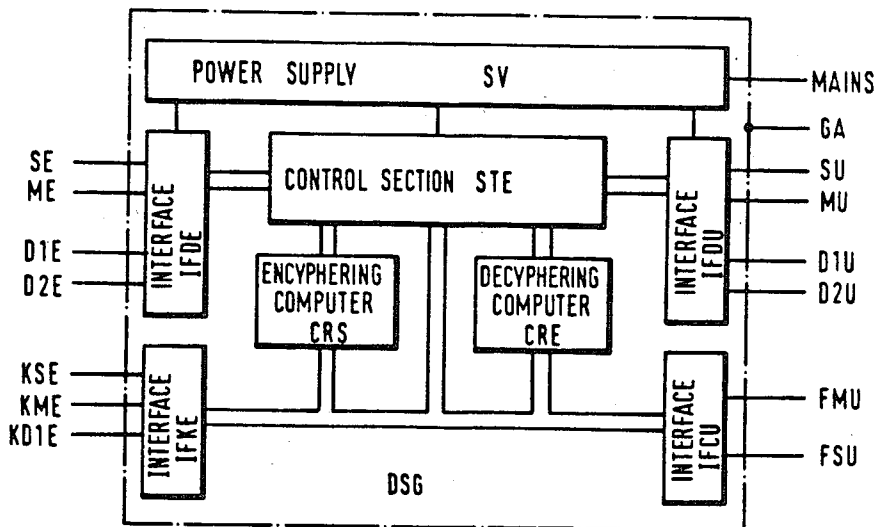 POWER SUPPLY SV
MAINS
GA
SE
ME
D1E
D2E
INTERFACE
IFDE
CONTROL SECTION STE
INTERFACE
IFDU
SU
MU
D1U
D2U
ENCYPHERING
COMPUTER
CRS
DECYPHERING
COMPUTER
CRE
KSE
KME
KD1E
INTERFACE
IFKE
INTERFACE
IFCU
FMU
FSU
DSG